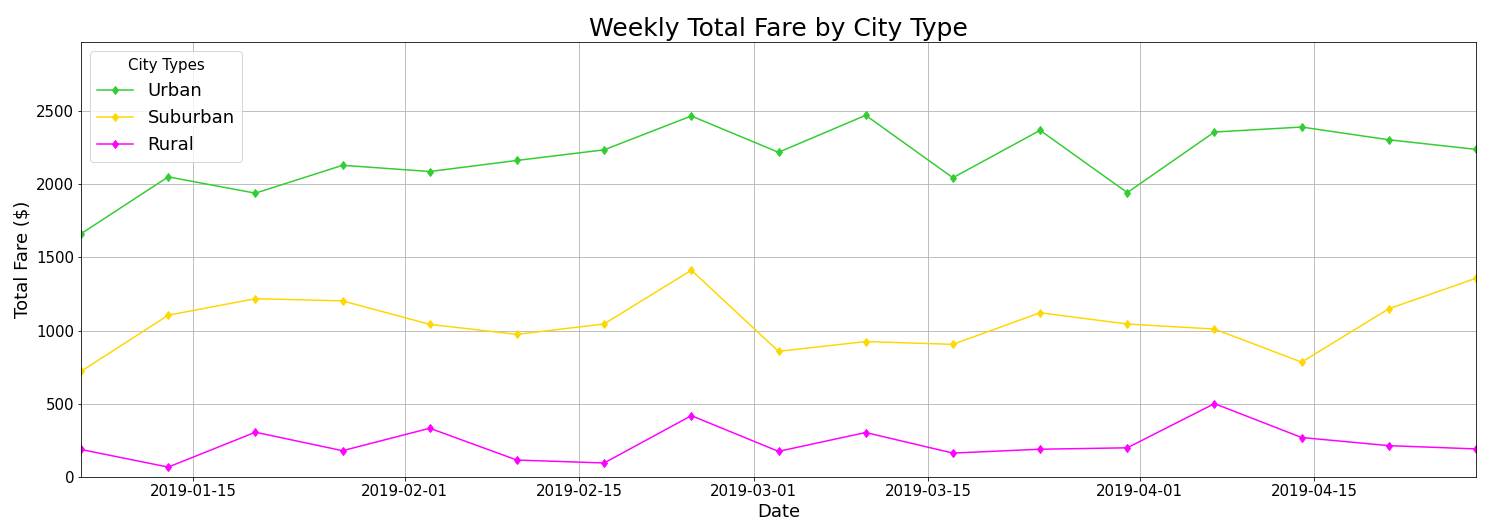 Weekly Total Fare by City Type
City Types
Urban
Suburban
Rural
Total Fare ($)
2500
2000
1500
1000
500
0
2019-01-15 2019-02-01 2019-02-15 2019-03-01 2019-03-15 2019-04-01 2019-04-15
Date